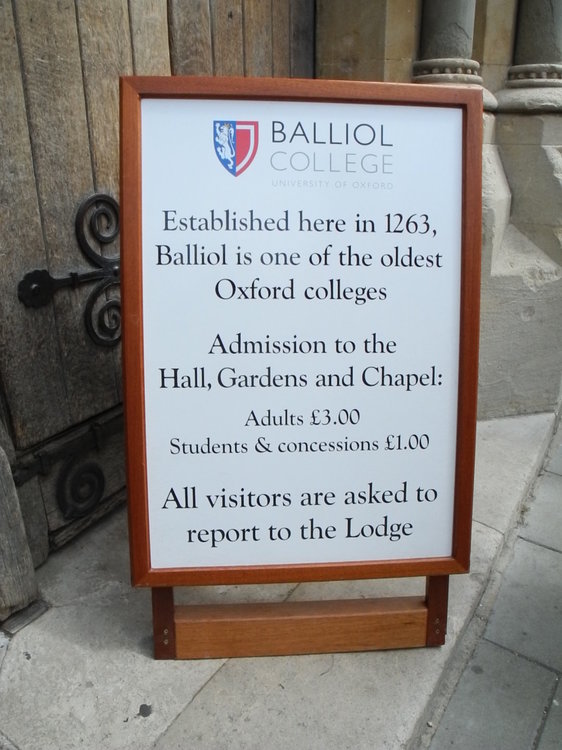 BALLIOL
COLLEGE
UNIVERSITY OF OXFORD
Established here in 1263,
Balliol is one of the oldest
Oxford colleges
Admission to the
Hall, Gardens and Chapel:
Adults £3.00
Students & concessions £1.00
All visitors are asked to
report to the Lodge